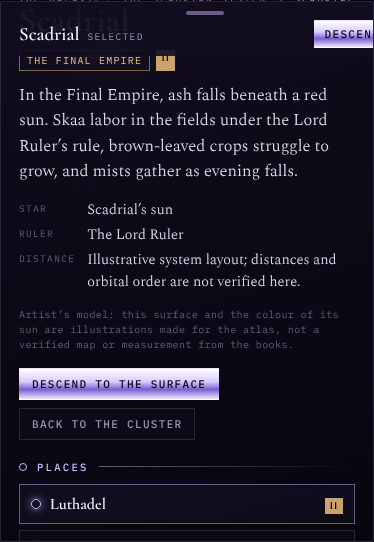 Scadrial
Scadrial SELECTED
DESCEN
THE FINAL EMPIRE II
In the Final Empire, ash falls beneath a red
sun. Skaa labor in the fields under the Lord
Ruler’s rule, brown-leaved crops struggle to
grow, and mists gather as evening falls.
STAR Scadrial’s sun
RULER The Lord Ruler
DISTANCE Illustrative system layout; distances and
orbital order are not verified here.
Artist’s model: this surface and the colour of its
sun are illustrations made for the atlas, not a
verified map or measurement from the books.
DESCEND TO THE SURFACE
BACK TO THE CLUSTER
PLACES
Luthadel II